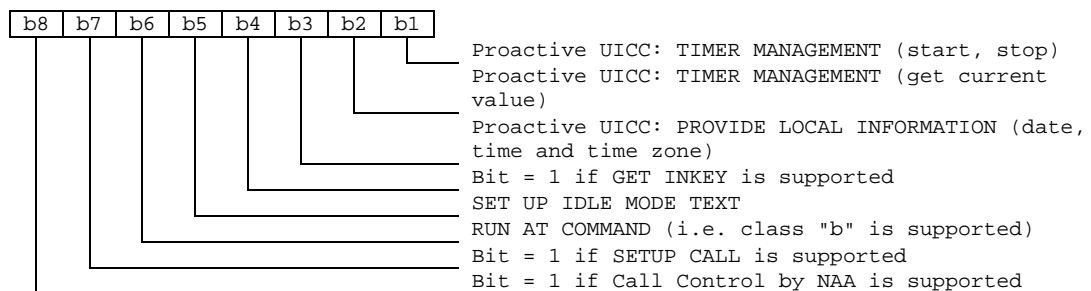 b8 b7 b6 b5 b4 b3 b2 b1
Proactive UICC: TIMER MANAGEMENT (start, stop)
Proactive UICC: TIMER MANAGEMENT (get current
value)
Proactive UICC: PROVIDE LOCAL INFORMATION (date,
time and time zone)
Bit = 1 if GET INKEY is supported
SET UP IDLE MODE TEXT
RUN AT COMMAND (i.e. class "b" is supported)
Bit = 1 if SETUP CALL is supported
Bit = 1 if Call Control by NAA is supported